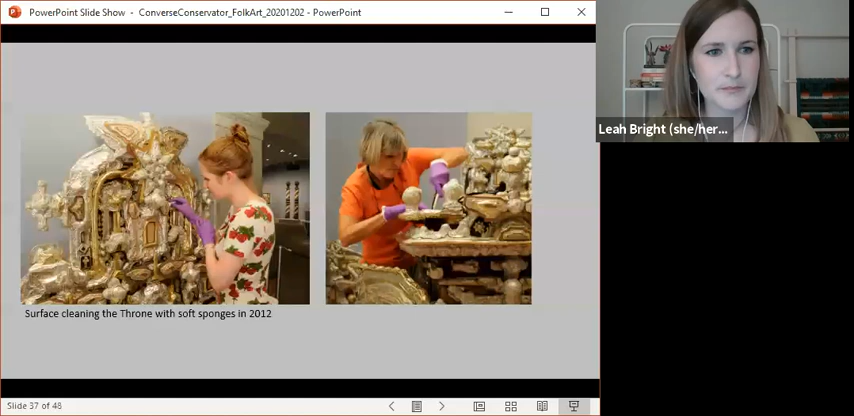 PowerPoint Slide Show - ConverseConservator_FolkArt_20201202 - PowerPoint
Leah Bright (she/her...
Surface cleaning the Throne with soft sponges in 2012
Slide 37 of 48